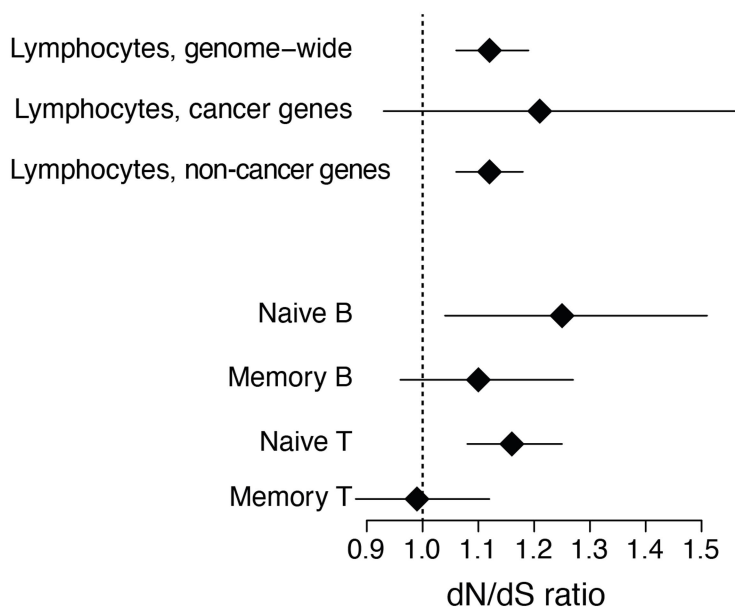 Lymphocytes, genome−wide
Lymphocytes, cancer genes
Lymphocytes, non-cancer genes
Naive B
Memory B
Naive T
Memory T
0.9 1.0 1.1 1.2 1.3 1.4 1.5
dN/dS ratio